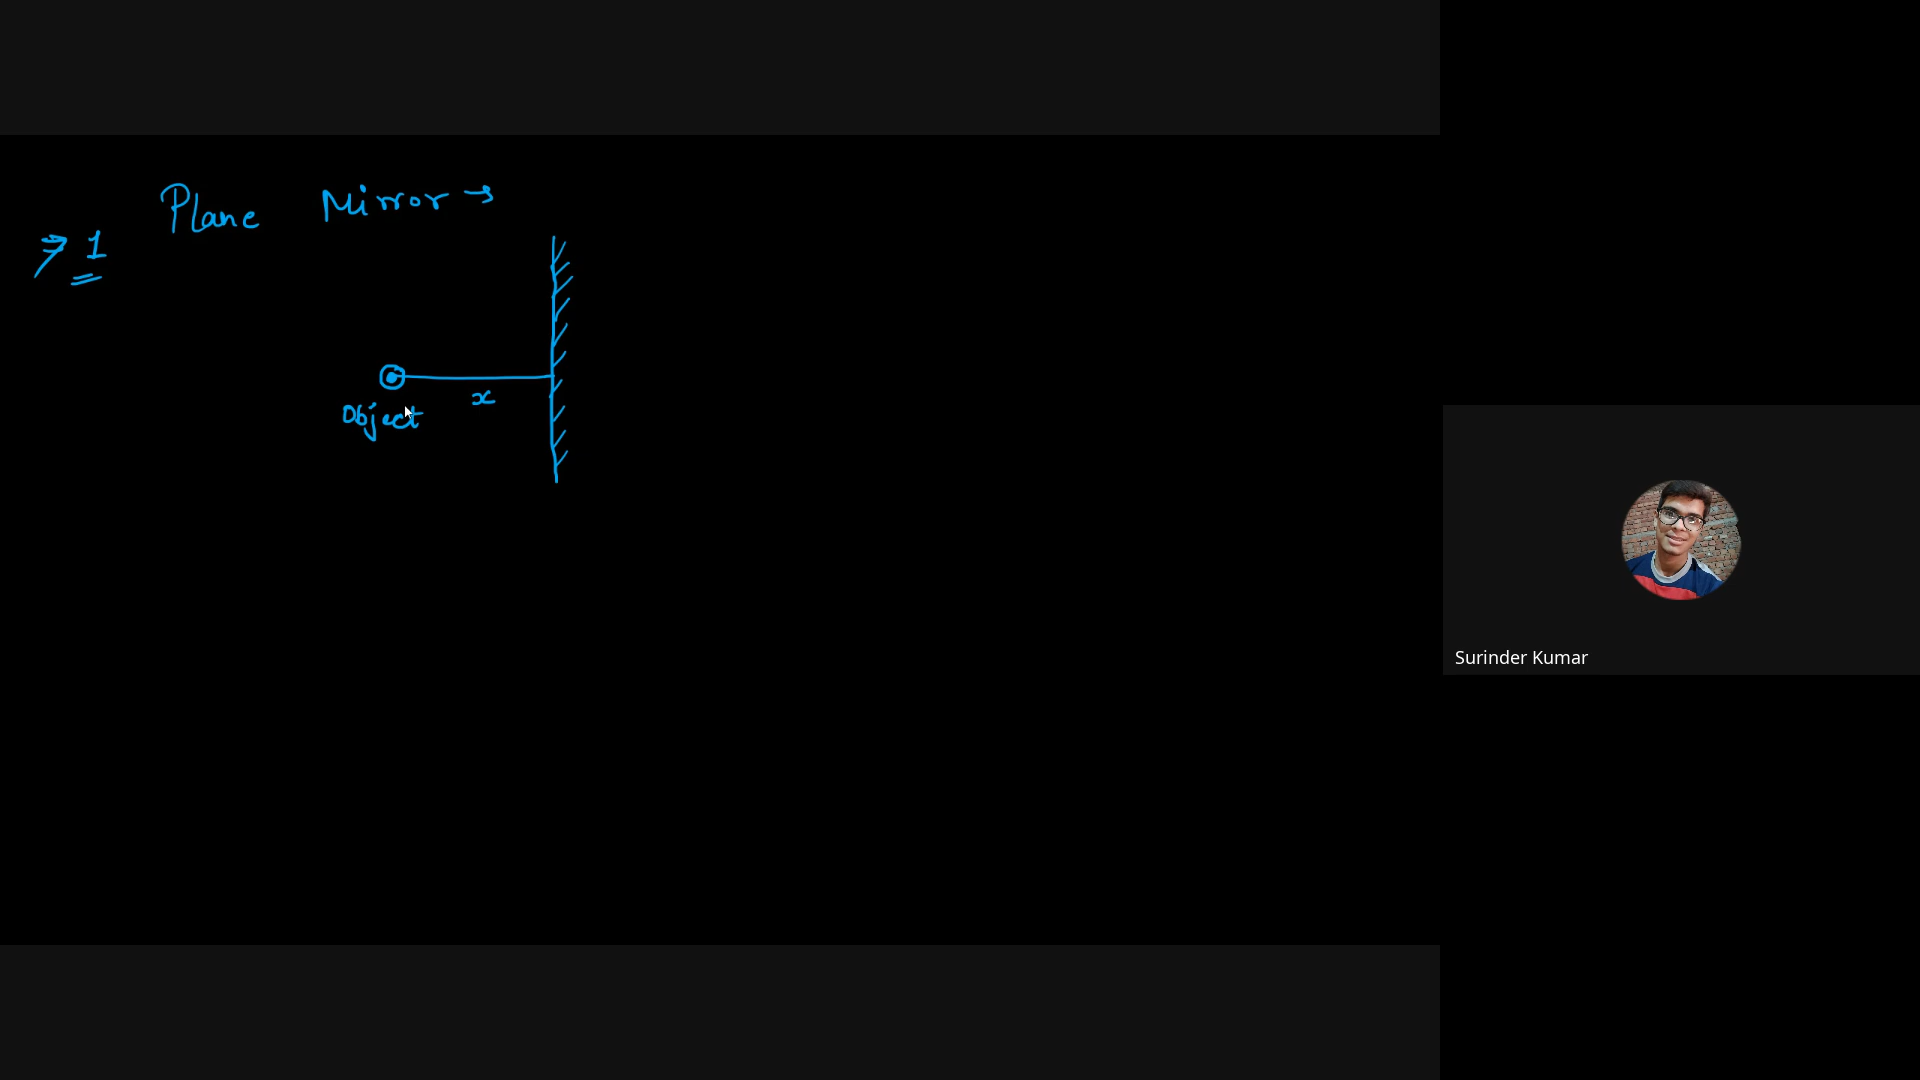 Plane Mirror →
⇒ 1
x
Object
Surinder Kumar